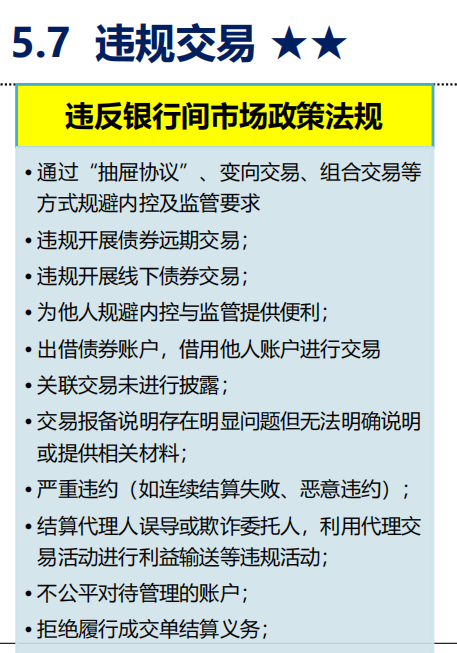 5.7 违规交易 ★★
违反银行间市场政策法规
• 通过“抽屉协议”、变向交易、组合交易等
方式规避内控及监管要求
• 违规开展债券远期交易；
• 违规开展线下债券交易；
• 为他人规避内控与监管提供便利；
• 出借债券账户，借用他人账户进行交易
• 关联交易未进行披露；
• 交易报备说明存在明显问题但无法明确说明
或提供相关材料；
• 严重违约（如连续结算失败、恶意违约）；
• 结算代理人误导或欺诈委托人，利用代理交
易活动进行利益输送等违规活动；
• 不公平对待管理的账户；
• 拒绝履行成交单结算义务；